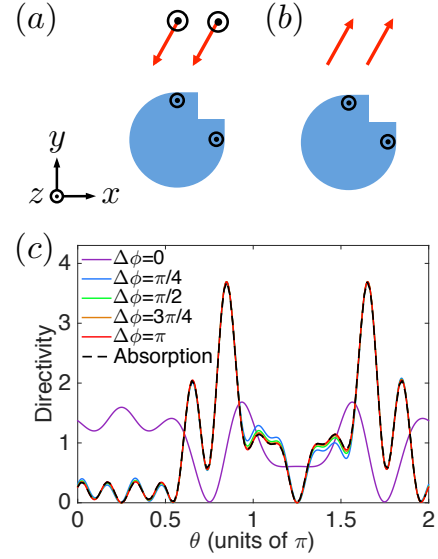 (a) (b)
y
z x
(c)
4
3
2
1
0
Directivity
Δϕ=0
Δϕ=π/4
Δϕ=π/2
Δϕ=3π/4
Δϕ=π
Absorption
0 0.5 1 1.5 2
θ (units of π)